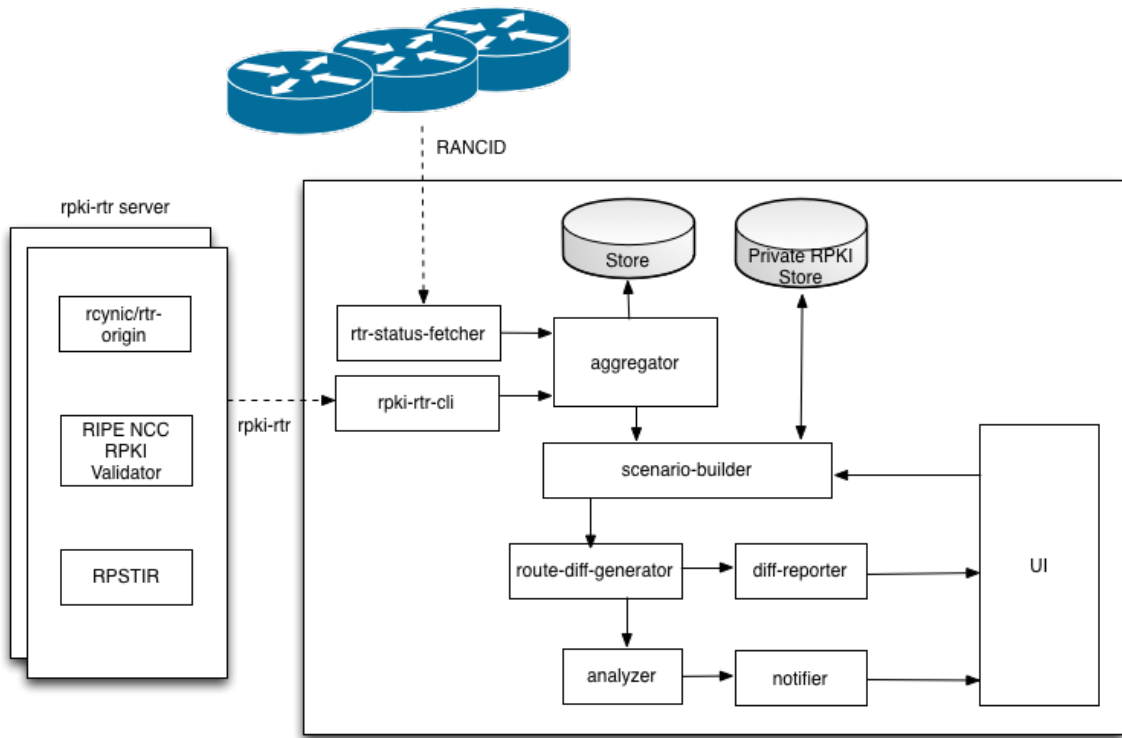 RANCID
rpki-rtr server
rcynic/rtr-
origin
RIPE NCC
RPKI
Validator
RPSTIR
rpki-rtr
Store
Private RPKI
Store
rtr-status-fetcher
aggregator
rpki-rtr-cli
scenario-builder
route-diff-generator
diff-reporter
UI
analyzer
notifier